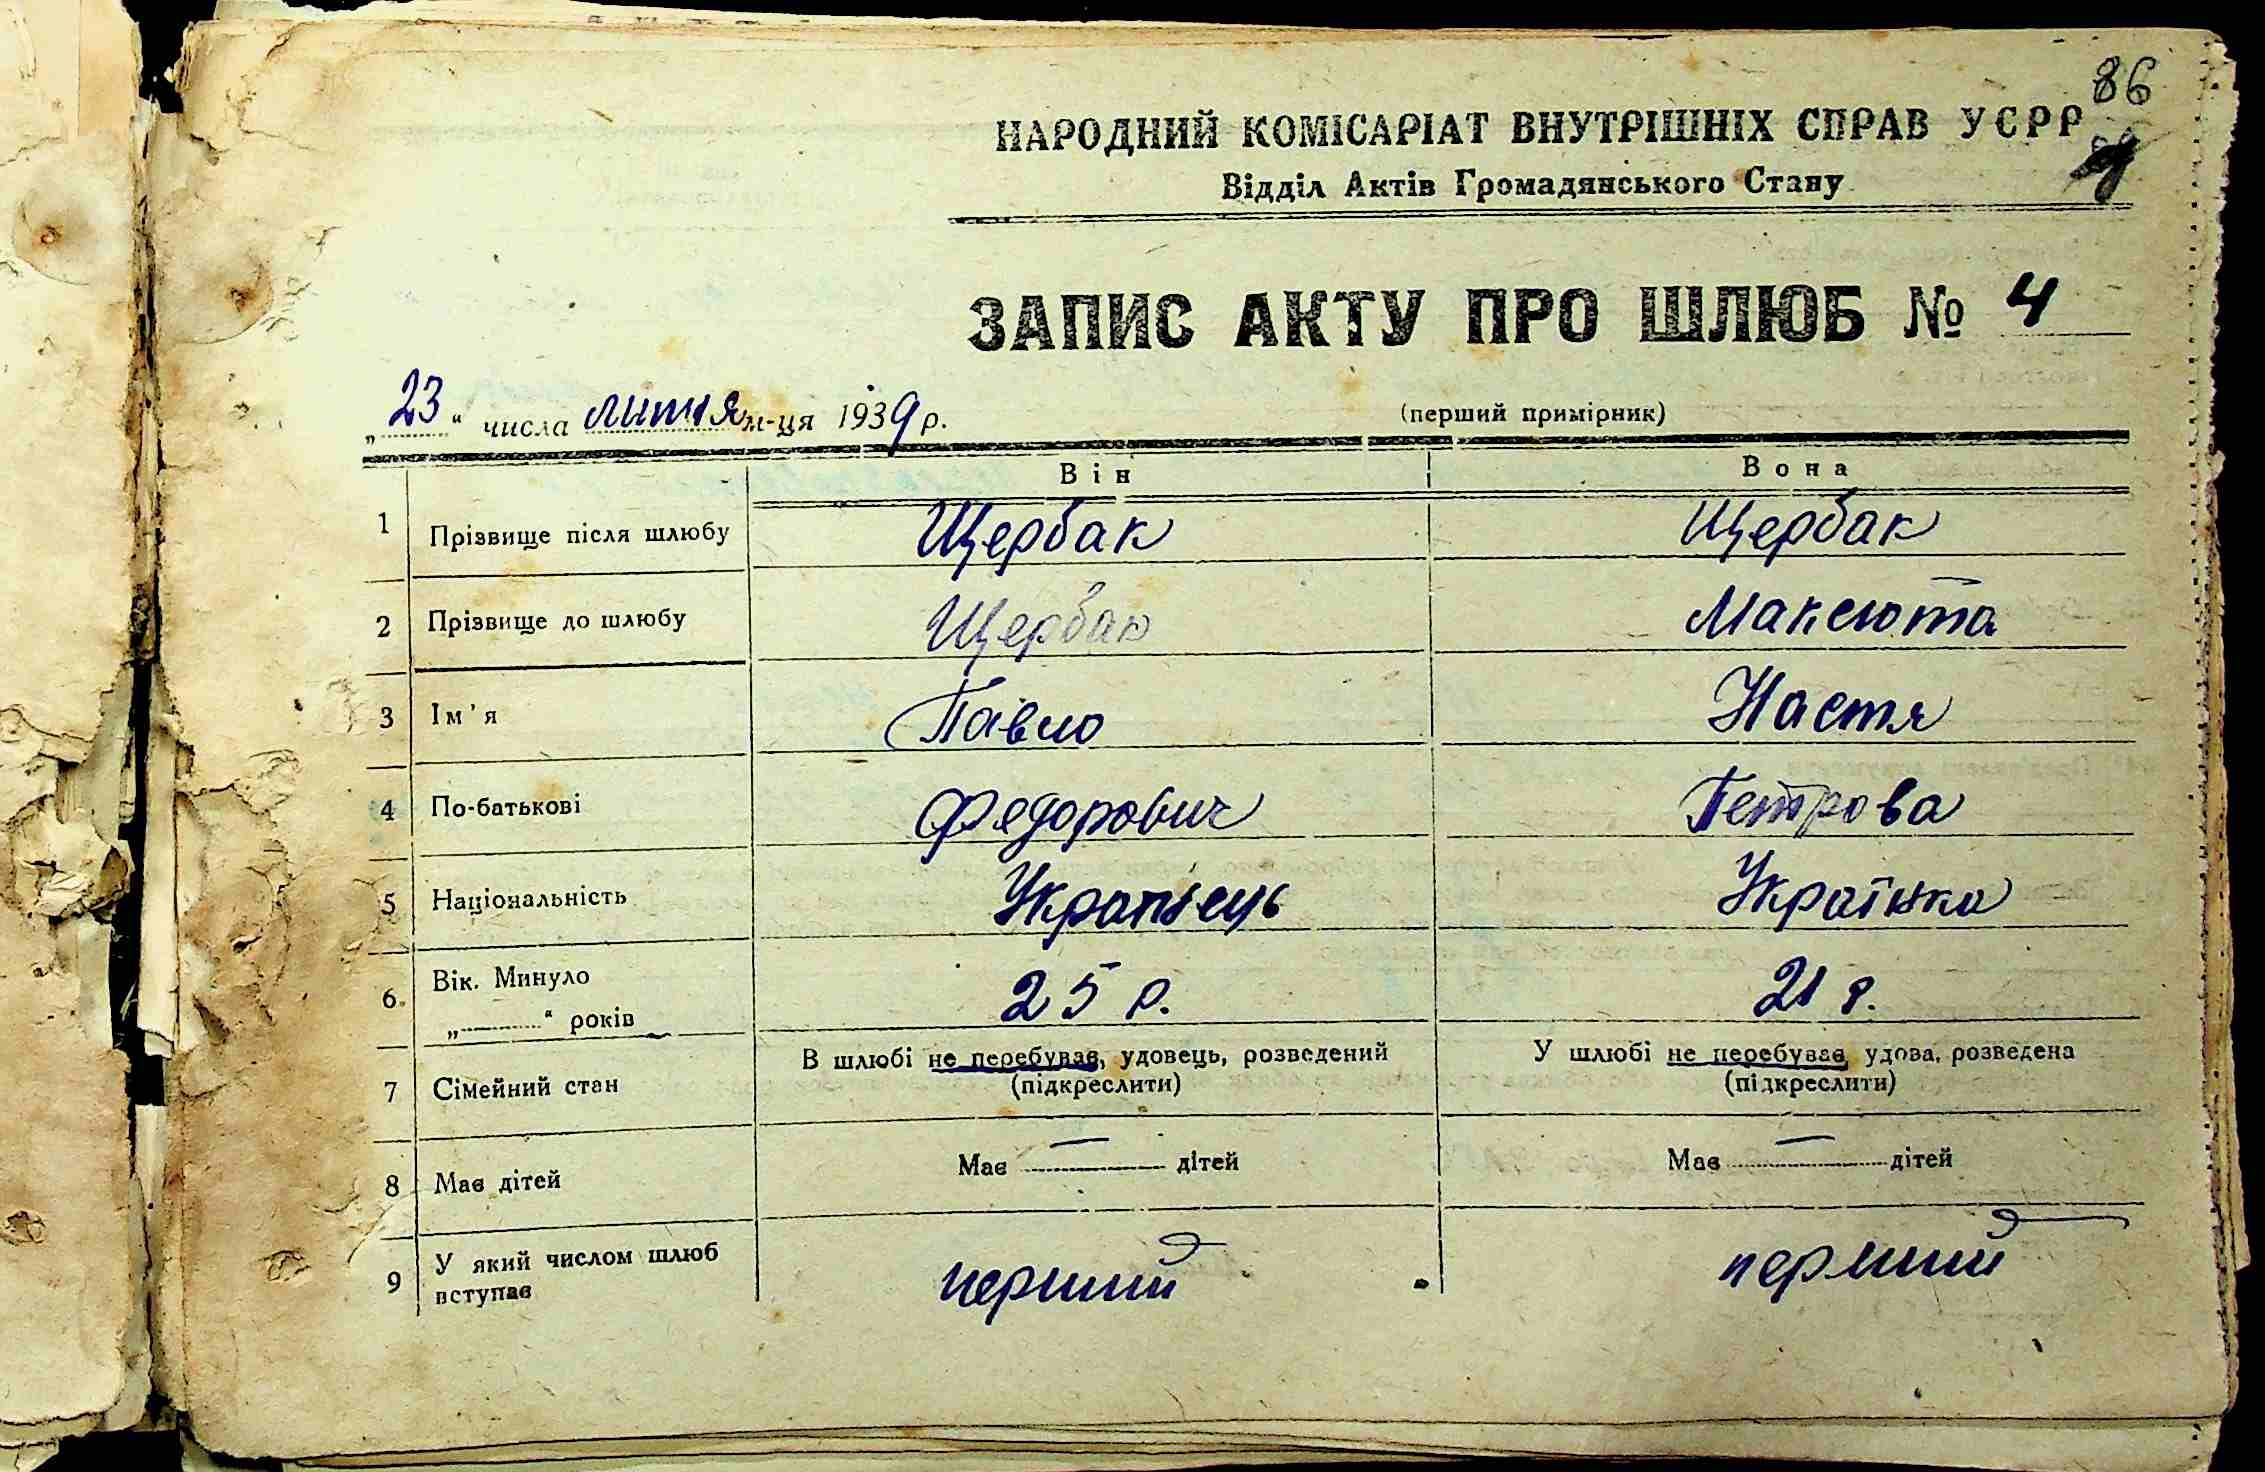 86
НАРОДНИЙ КОМІСАРІАТ ВНУТРІШНІХ СПРАВ УСРР
Відділ Актів Громадянського Стану
ЗАПИС АКТУ ПРО ШЛЮБ № 4
„23“ числа липня м-ця 1939 р.
(перший примірник)
Він Вона
1 Прізвище після шлюбу Щербак Щербак
2 Прізвище до шлюбу Щербак Максюта
3 Ім'я Павло Настя
4 По-батькові Федорович Петрова
5 Національність Українець Українка
6. Вік. Минуло „ “ років 25 р. 21 р.
7 Сімейний стан В шлюбі не перебував, удовець, розведений (підкреслити) У шлюбі не перебував, удова, розведена (підкреслити)
8 Має дітей Має — дітей Має — дітей
9 У який числом шлюб вступав перший перший